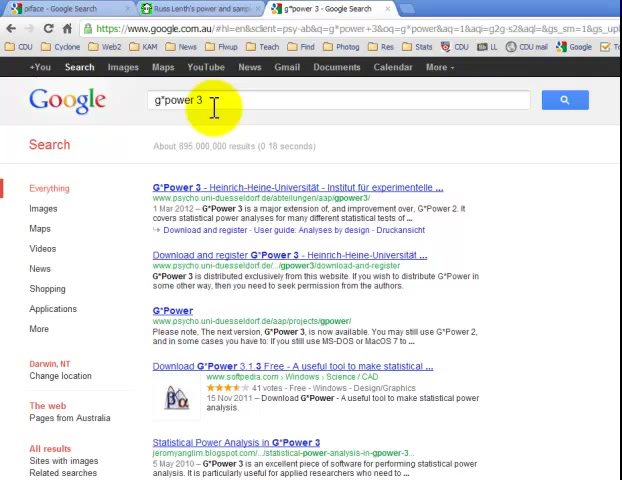 piface - Google Search
Russ Lenth's power and sampl
g*power 3 - Google Search
https://www.google.com.au/#hl=en&sclient=psy-ab&q=g*power+3&oq=g*power&aq=1&aqi=g2g-s2&aql=&gs_sm=1&gs_up
CDU Cyclone Web2 KAM News Flwup Teach Find Photog Res Stats CDU LL CDU mail Google To
+You Search Images Maps YouTube News Gmail Documents Calendar More
Google
g*power 3
Search
About 895,000,000 results (0.18 seconds)
Everything
Images
Maps
Videos
News
Shopping
Applications
More
Darwin, NT
Change location
The web
Pages from Australia
All results
Sites with images
Related searches
G*Power 3 - Heinrich-Heine-Universität - Institut für experimentelle ...
www.psycho.uni-duesseldorf.de/abteilungen/aap/gpower3/
1 Mar 2012 – G*Power 3 is a major extension of, and improvement over, G*Power 2. It
covers statistical power analyses for many different statistical tests of ...
Download and register - User guide: Analyses by design - Druckansicht
Download and register G*Power 3 - Heinrich-Heine-Universität ...
www.psycho.uni-duesseldorf.de/.../gpower3/download-and-register
G*Power 3 is distributed exclusively from this website. If you wish to distribute G*Power in
some other way, then you need to seek permission from the authors.
G*Power
www.psycho.uni-duesseldorf.de/aap/projects/gpower/
Please note, The next version, G*Power 3, is now available. You may still use G*Power 2,
and in some cases you have to: If you still use MS-DOS or MacOS 7 to ...
Download G*Power 3.1.3 Free - A useful tool to make statistical ...
www.softpedia.com › Windows › Science / CAD
41 votes - Free - Windows - Design/Graphics
15 Nov 2011 – Download G*Power - A useful tool to make statistical power
analysis.
βα
Statistical Power Analysis in G*Power 3
jeromyanglim.blogspot.com/.../statistical-power-analysis-in-gpower-3...
5 May 2010 – G*Power 3 is an excellent piece of software for performing statistical power
analysis. It is particularly useful for applied researchers who need to ...